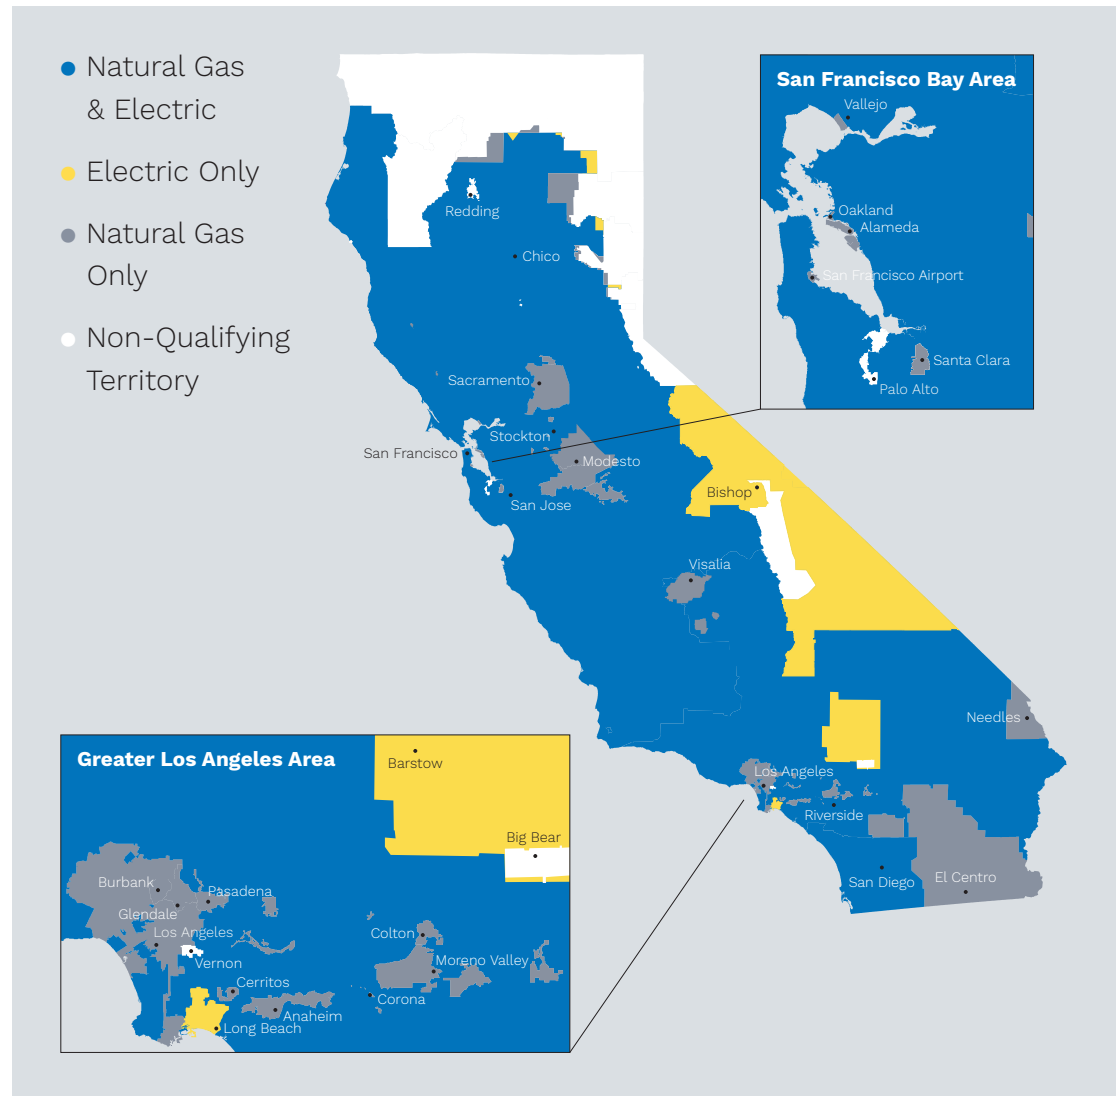 Natural Gas
& Electric
Electric Only
Natural Gas
Only
Non-Qualifying
Territory
San Francisco Bay Area
Vallejo
Oakland
Alameda
San Francisco Airport
Santa Clara
Palo Alto
Redding
Chico
Sacramento
Stockton
San Francisco
Modesto
San Jose
Bishop
Visalia
Needles
Los Angeles
Riverside
San Diego
El Centro
Greater Los Angeles Area
Barstow
Big Bear
Burbank
Pasadena
Glendale
Los Angeles
Colton
Vernon
Moreno Valley
Cerritos
Corona
Anaheim
Long Beach